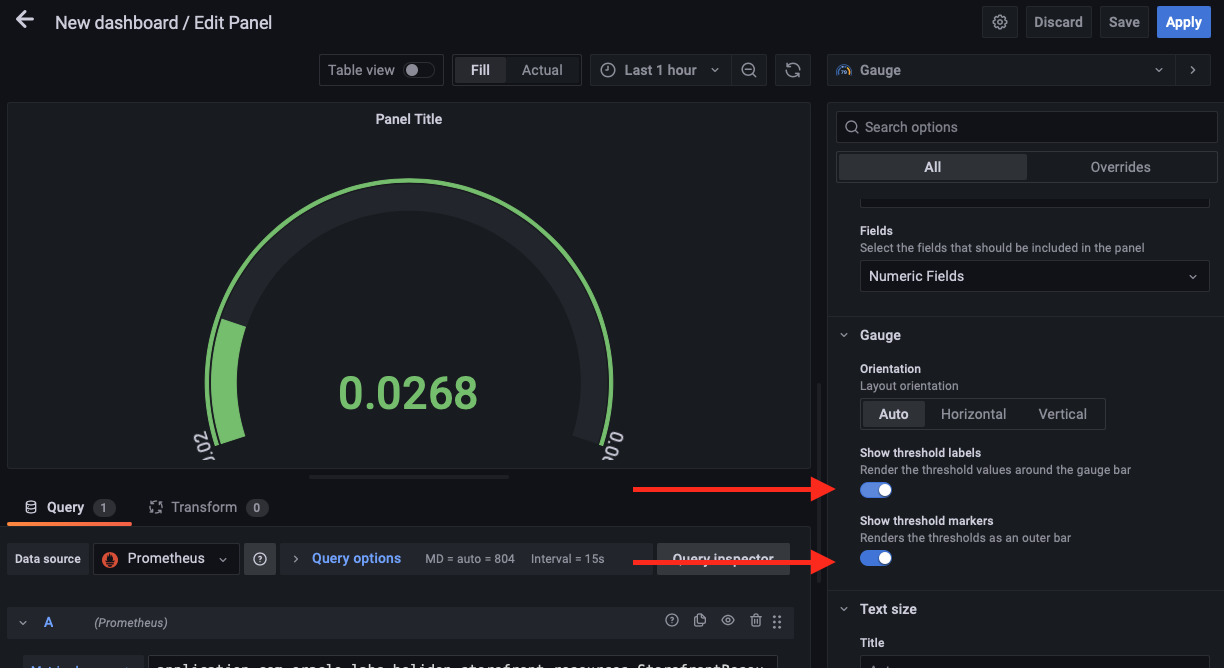 New dashboard / Edit Panel
Discard
Save
Apply
Table view
Fill
Actual
Last 1 hour
Gauge
Panel Title
Search options
All
Overrides
Fields
Select the fields that should be included in the panel
Numeric Fields
0.0268
Gauge
Orientation
Layout orientation
Auto
Horizontal
Vertical
Show threshold labels
Render the threshold values around the gauge bar
Show threshold markers
Renders the thresholds as an outer bar
Query 1
Transform 0
Data source
Prometheus
Query options
MD = auto = 804
Interval = 15s
Query inspector
A
(Prometheus)
Text size
Title